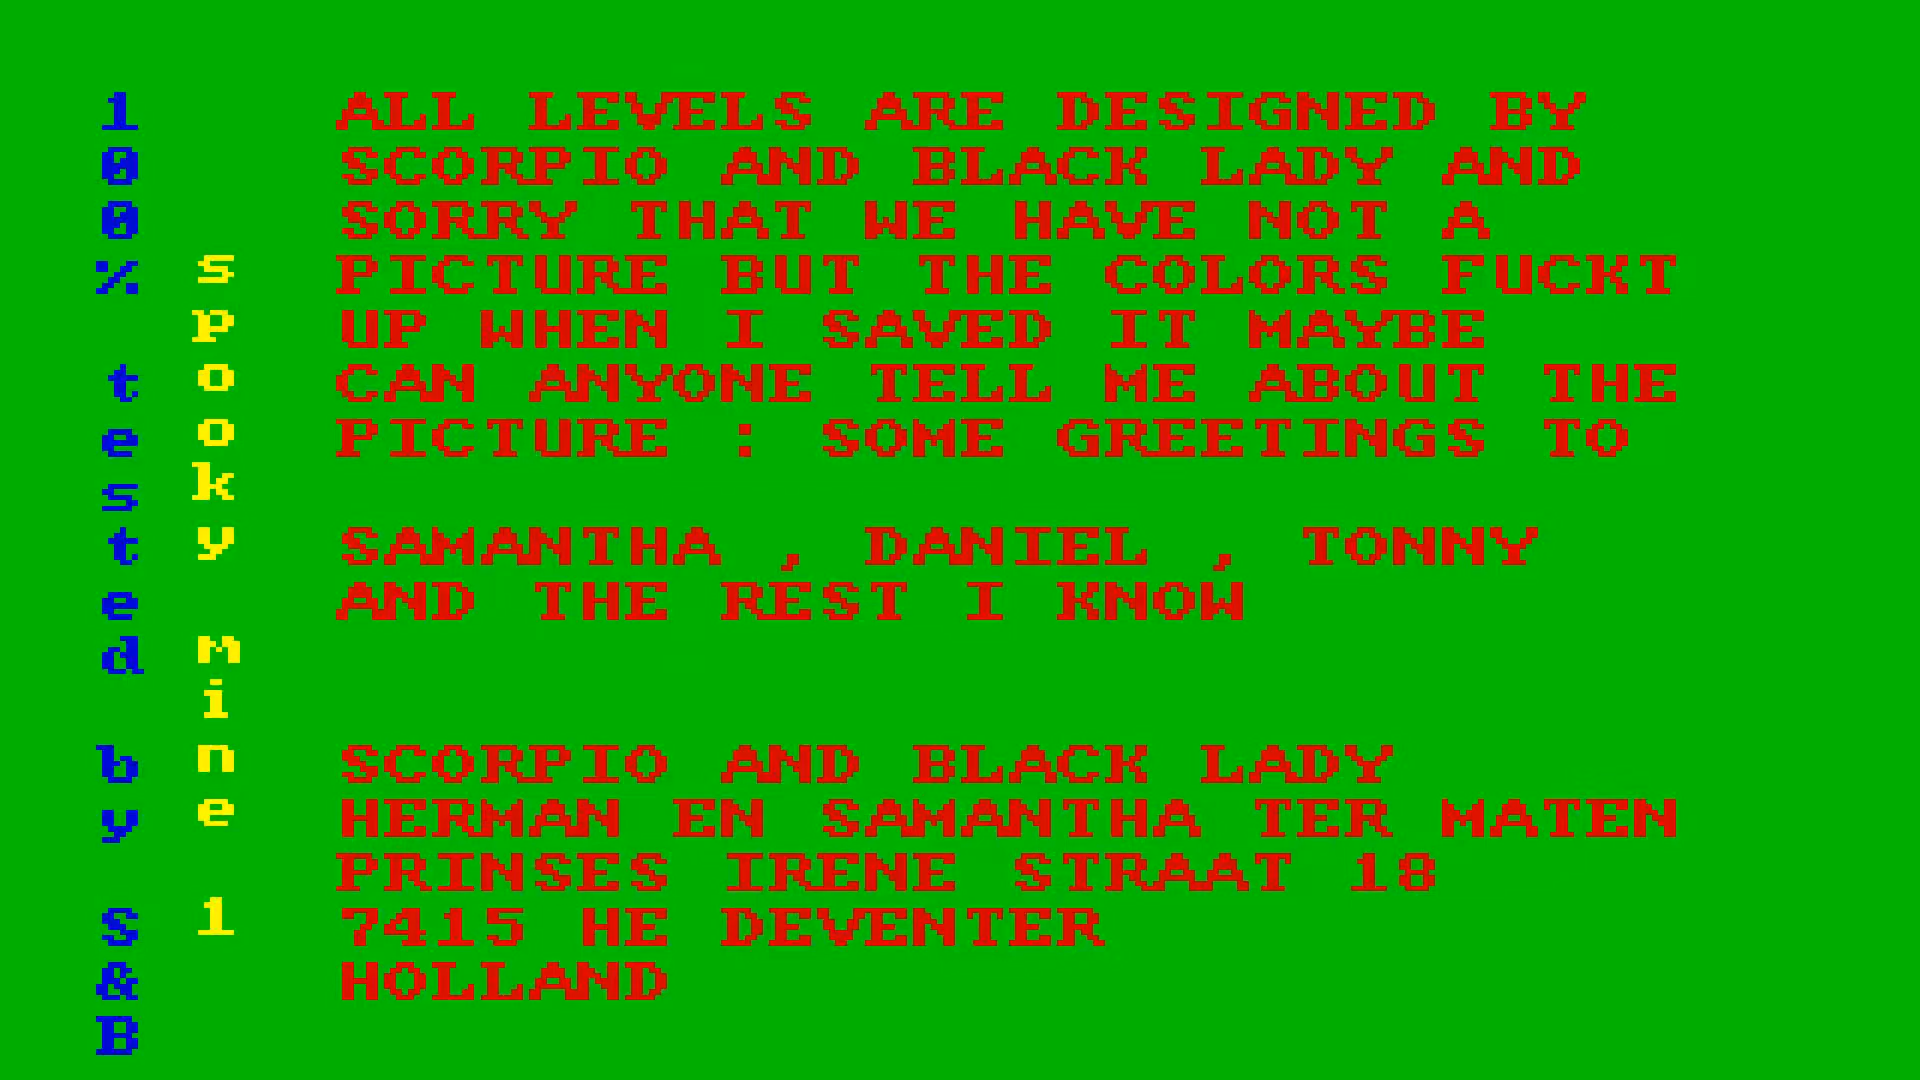 100% tested by S&B
spooky mine 1
ALL LEVELS ARE DESIGNED BY
SCORPIO AND BLACK LADY AND
SORRY THAT WE HAVE NOT A
PICTURE BUT THE COLORS FUCKT
UP WHEN I SAVED IT MAYBE
CAN ANYONE TELL ME ABOUT THE
PICTURE : SOME GREETINGS TO
SAMANTHA , DANIEL , TONNY
AND THE REST I KNOW
SCORPIO AND BLACK LADY
HERMAN EN SAMANTHA TER MATEN
PRINSES IRENE STRAAT 18
7415 HE DEVENTER
HOLLAND